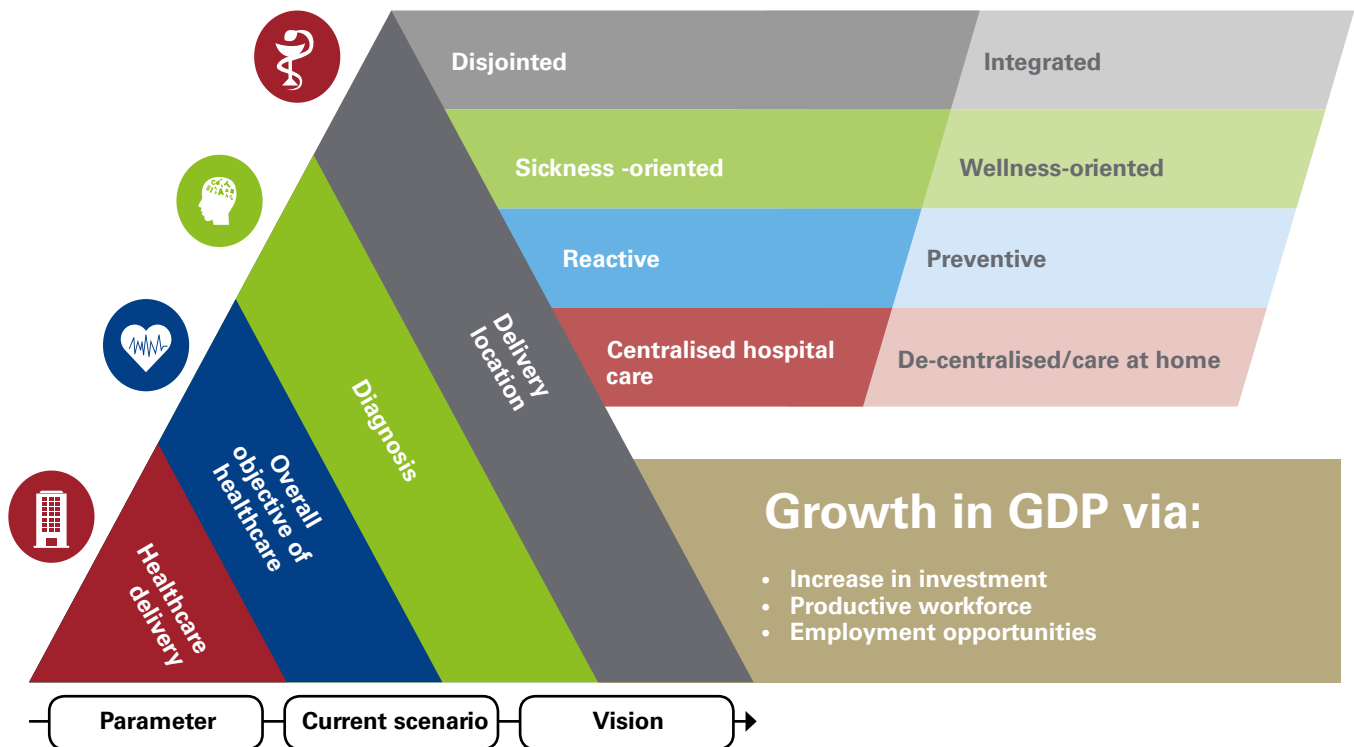 Disjointed
Integrated
Sickness -oriented
Wellness-oriented
Reactive
Preventive
Centralised hospital
care
De-centralised/care at home
Delivery
location
Diagnosis
Overall
objective of
healthcare
Healthcare
delivery
Growth in GDP via:
• Increase in investment
• Productive workforce
• Employment opportunities
Parameter
Current scenario
Vision